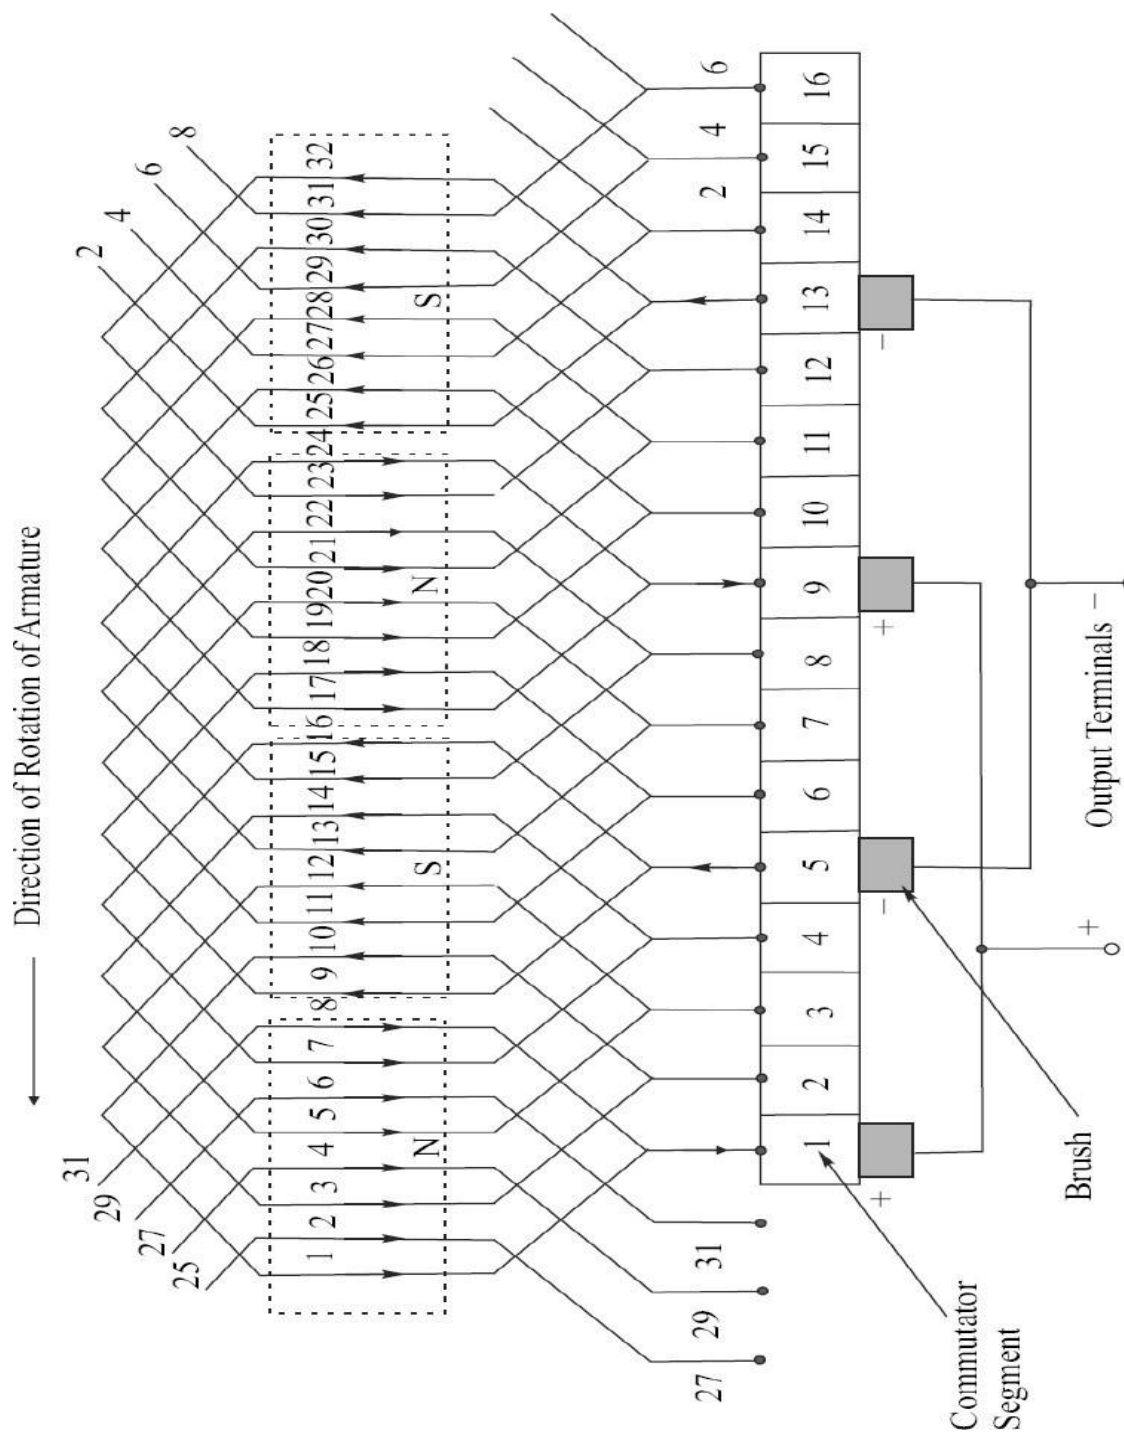 Direction of Rotation of Armature
31 2
29 4
27 6
25 8
1 2 3 4 5 6 7 8 9 10 11 12 13 14 15 16 17 18 19 20 21 22 23 24 25 26 27 28 29 30 31 32
N S N S
27 29 31 2 4 6
1 2 3 4 5 6 7 8 9 10 11 12 13 14 15 16
+ − + −
Commutator
Segment
Brush
+ Output Terminals −